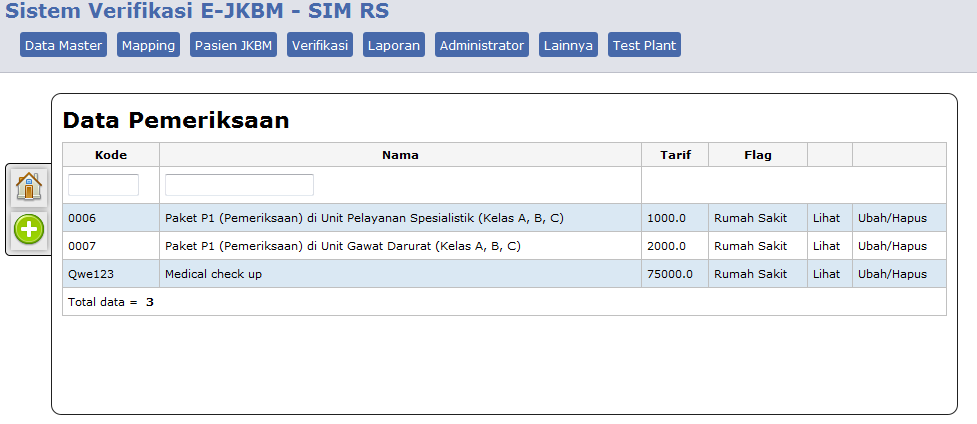 Sistem Verifikasi E-JKBM - SIM RS
Data Master Mapping Pasien JKBM Verifikasi Laporan Administrator Lainnya Test Plant
Data Pemeriksaan
Kode Nama Tarif Flag
0006 Paket P1 (Pemeriksaan) di Unit Pelayanan Spesialistik (Kelas A, B, C) 1000.0 Rumah Sakit Lihat Ubah/Hapus
0007 Paket P1 (Pemeriksaan) di Unit Gawat Darurat (Kelas A, B, C) 2000.0 Rumah Sakit Lihat Ubah/Hapus
Qwe123 Medical check up 75000.0 Rumah Sakit Lihat Ubah/Hapus
Total data = 3